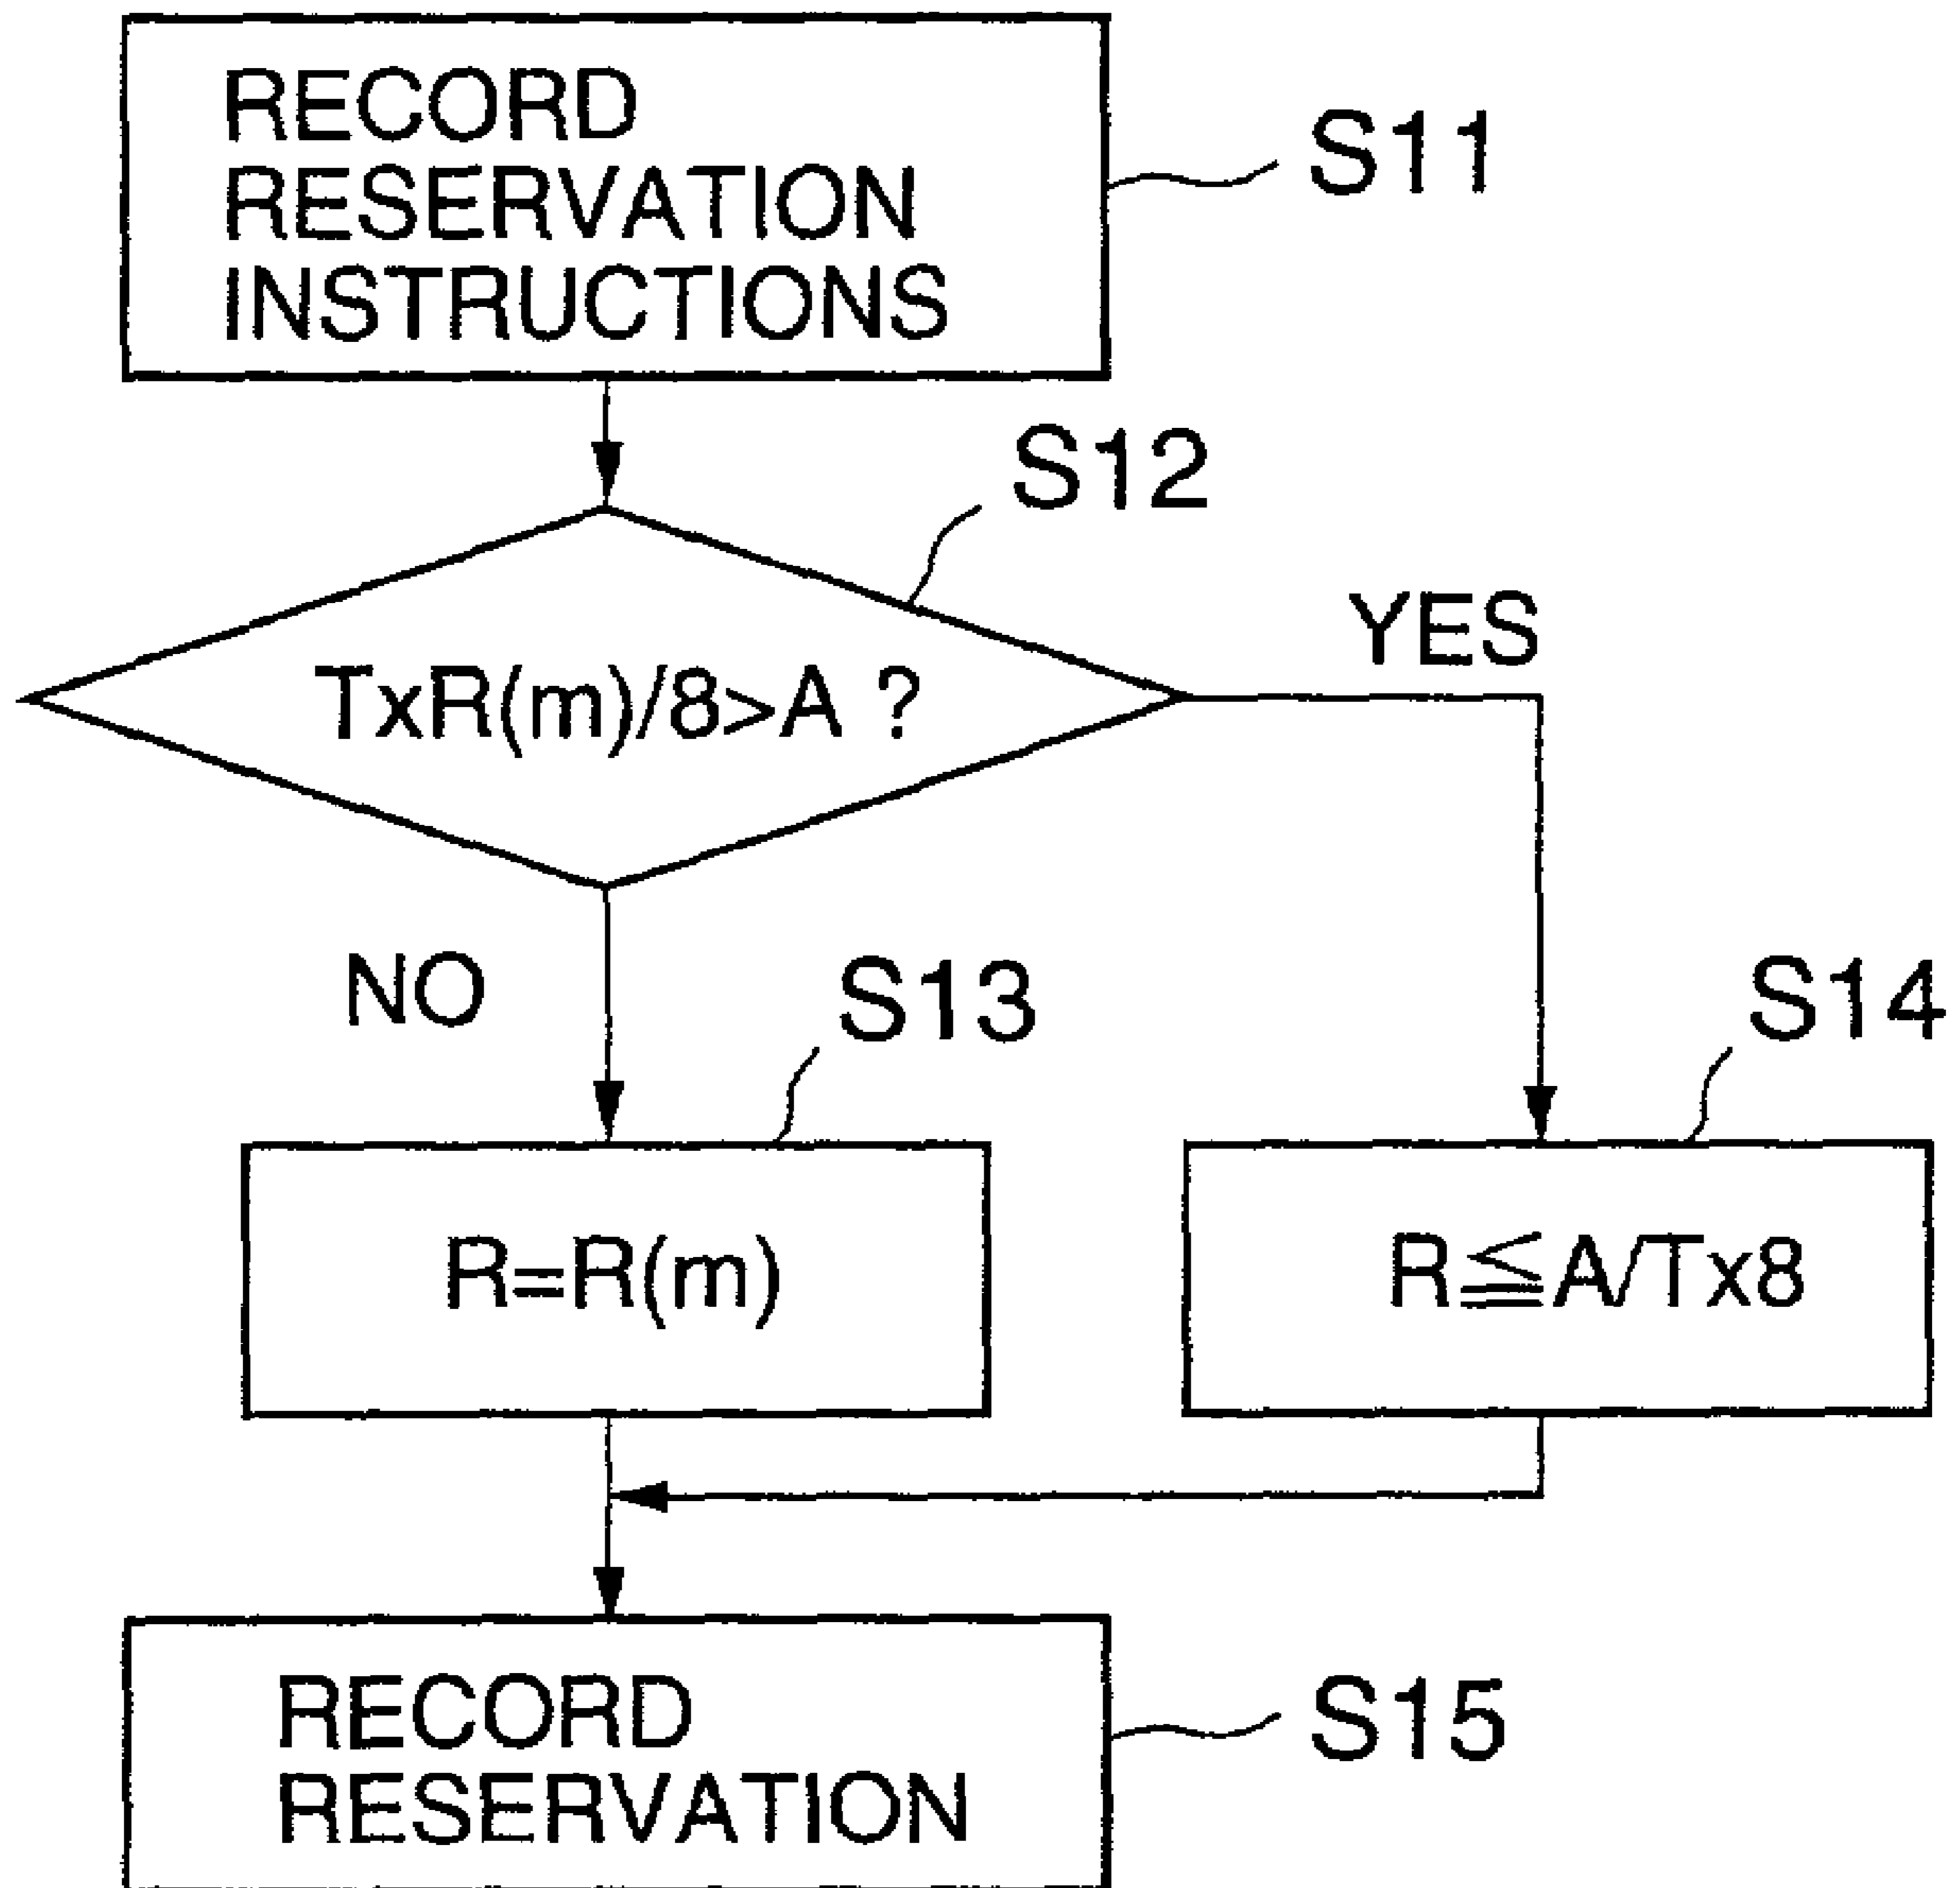 RECORD
RESERVATION
INSTRUCTIONS
S11
S12
TxR(m)/8>A ?
YES
NO
S13
S14
R=R(m)
R≦A/Tx8
RECORD
RESERVATION
S15